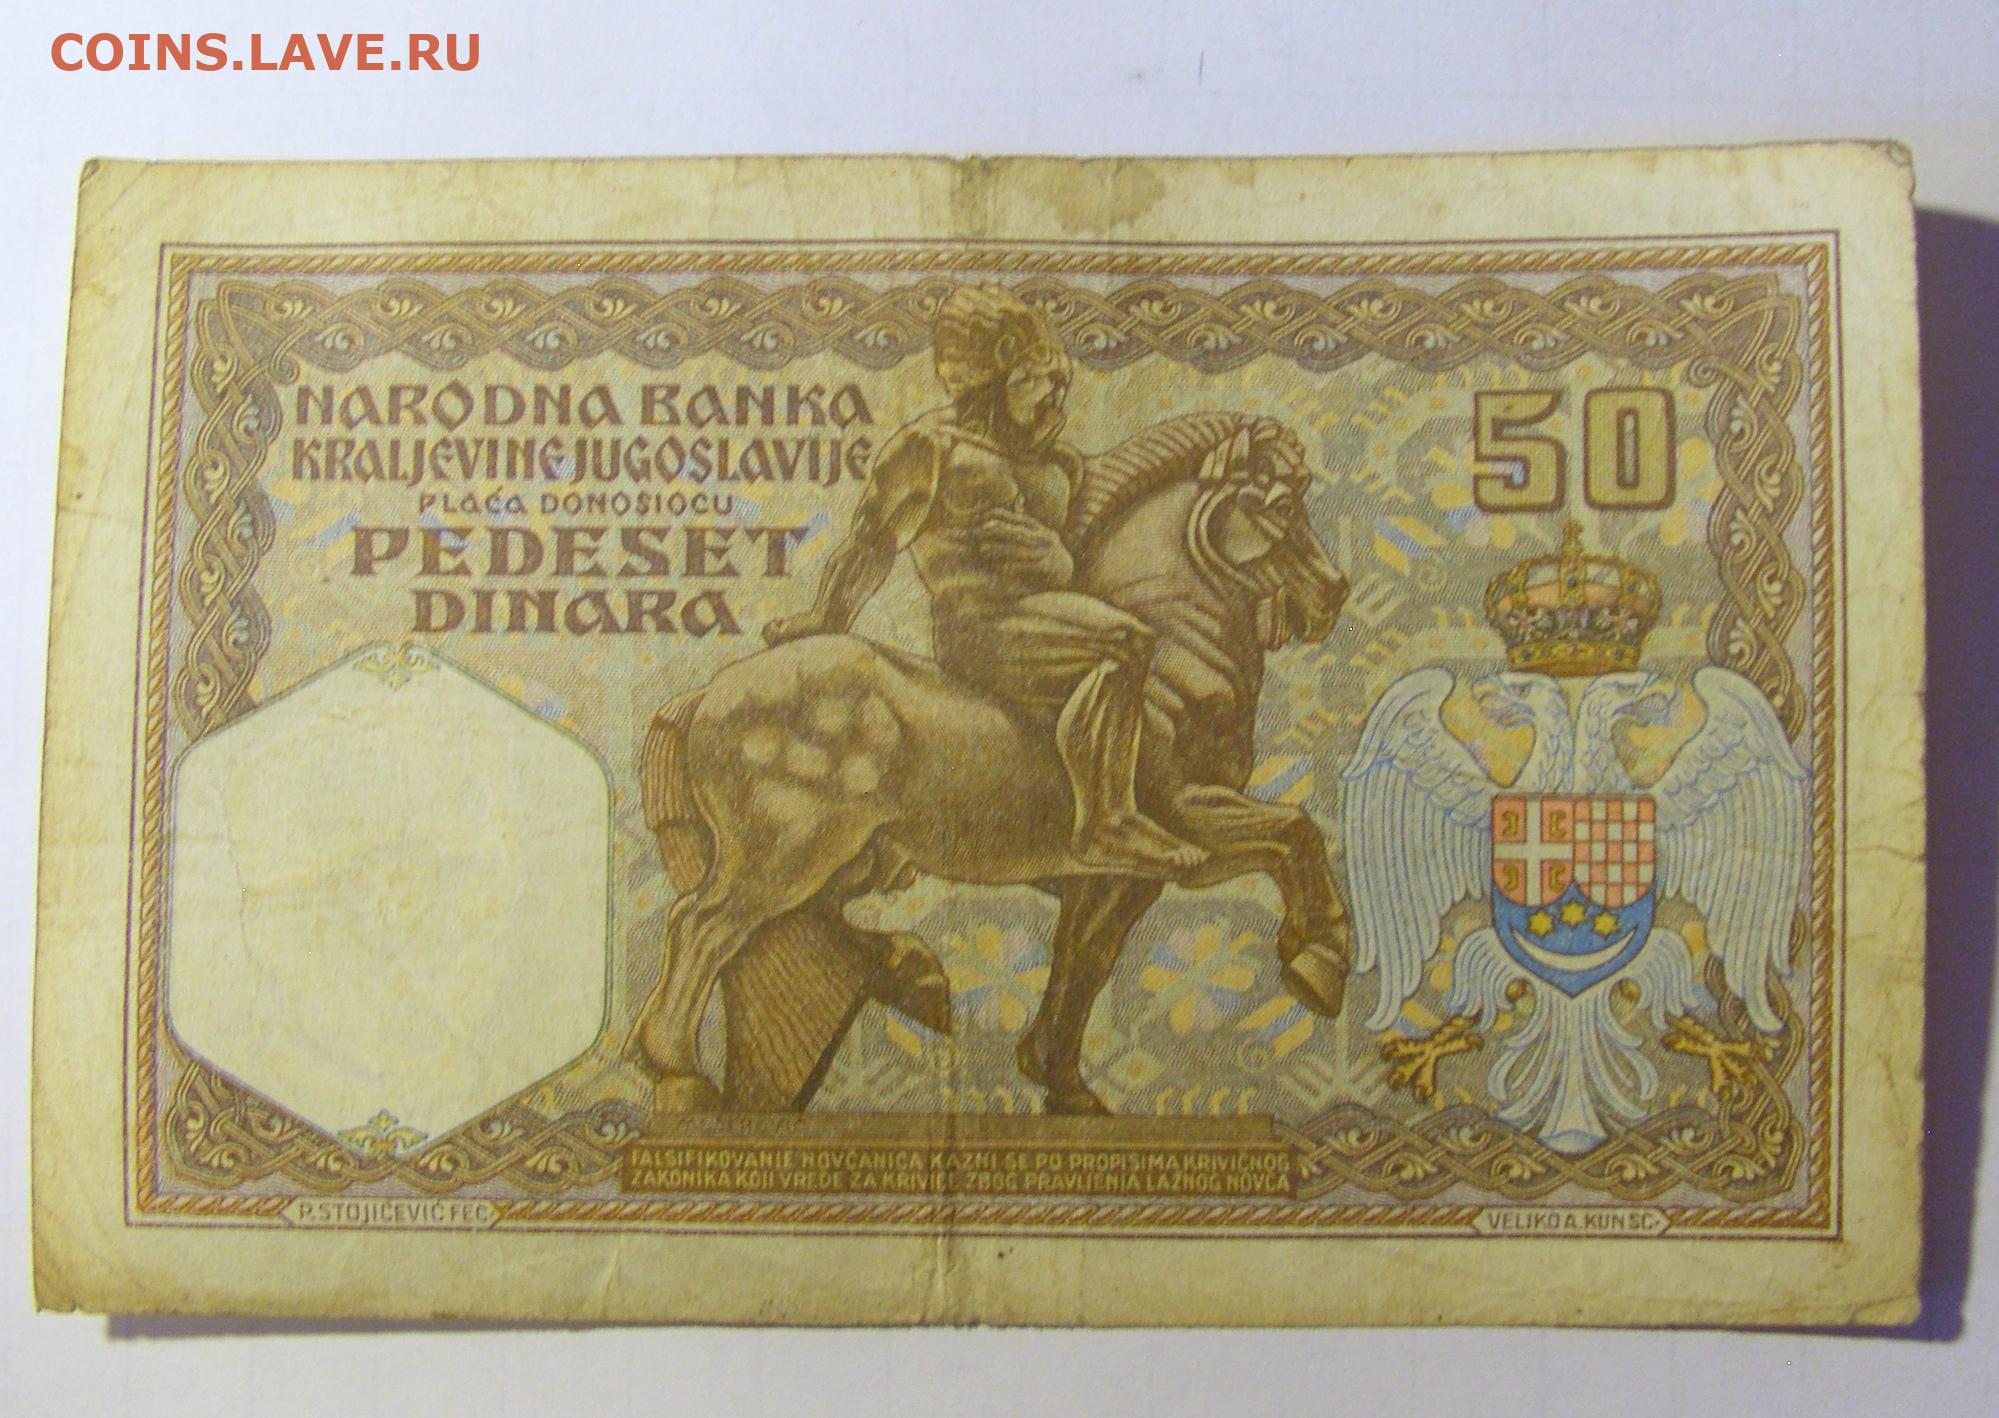 COINS.LAVE.RU
NARODNA BANKA
KRALJEVINE JUGOSLAVIJE
PLAĆA DONOSIOCU
PEDESET
DINARA
50
FALSIFIKOVANJE NOVČANICA KAZNI SE PO PROPISIMA KRIVIČNOG
ZAKONIKA KOJI VREDE ZA KRIVICE ZBOG PRAVLJENJA LAŽNOG NOVCA
P. STOJIČEVIĆ FEC.
VELJKO A. KUN SC.